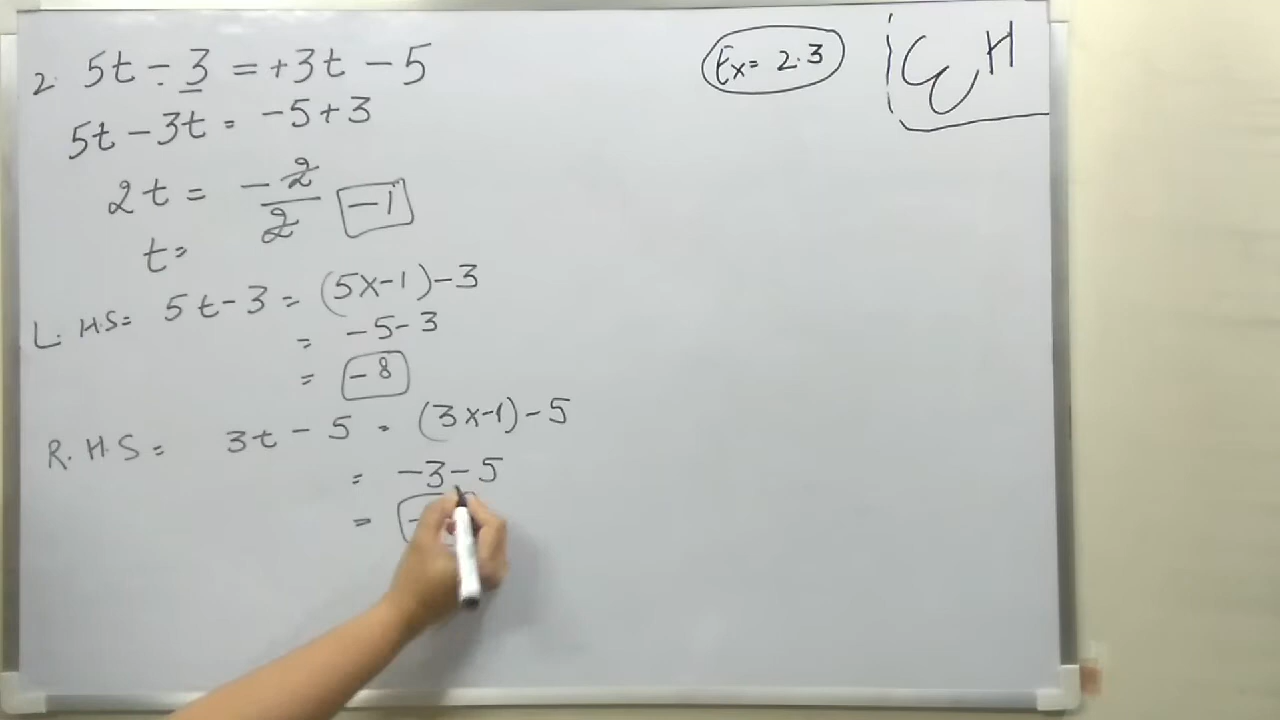 2. 5t - 3 = +3t - 5
5t - 3t = -5 + 3
2t = -2/2
-1
t =
L.H.S = 5t - 3 = (5x-1) - 3
= -5 - 3
= -8
R.H.S = 3t - 5 = (3x-1) - 5
= -3 - 5
= -
Ex = 2.3
H